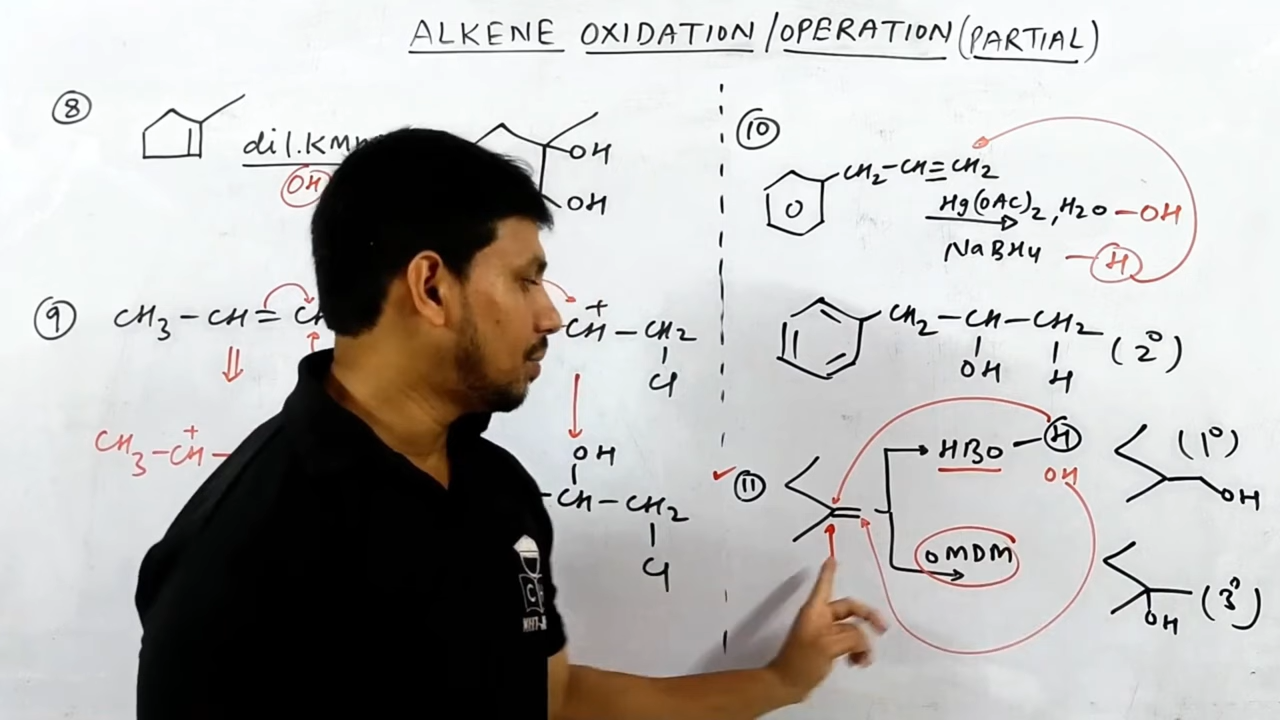 ALKENE OXIDATION/OPERATION(PARTIAL)
8
dil.KMn
OH
OH
OH
9
CH3-CH=CH
+
CH-CH2
Cl
+
CH3-CH-
OH
CH-CH2
Cl
10
CH2-CH=CH2
Hg(OAC)2,H2O-OH
NaBH4 -H
CH2-CH-CH2 (2°)
OH H
11
HBO-H
OH
(1°)
OH
OMDM
(3°)
OH